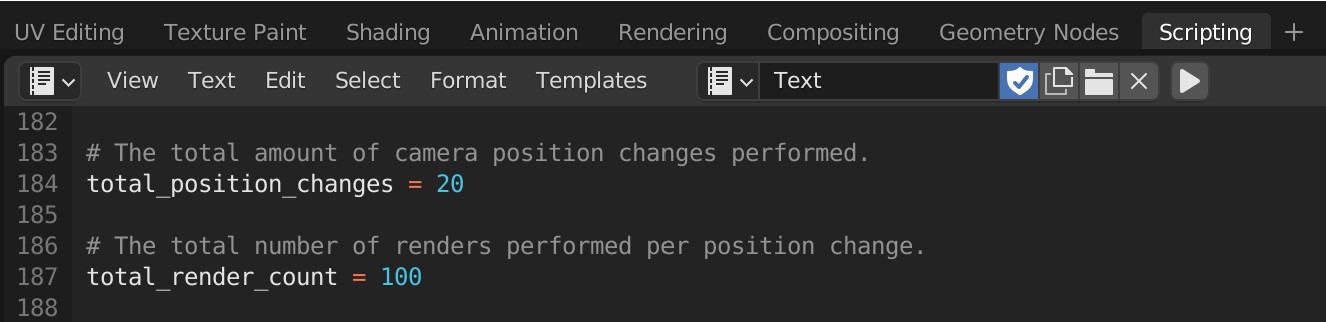 UV Editing Texture Paint Shading Animation Rendering Compositing Geometry Nodes Scripting +
View Text Edit Select Format Templates Text
182
183 # The total amount of camera position changes performed.
184 total_position_changes = 20
185
186 # The total number of renders performed per position change.
187 total_render_count = 100
188